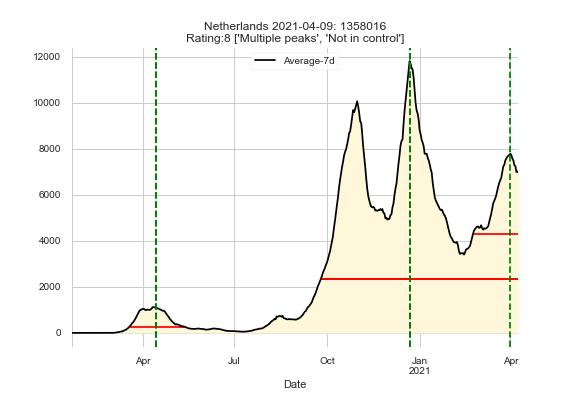 Netherlands 2021-04-09: 1358016
Rating:8 ['Multiple peaks', 'Not in control']
Average-7d
12000
10000
8000
6000
4000
2000
0
Apr Jul Oct Jan Apr
2021
Date